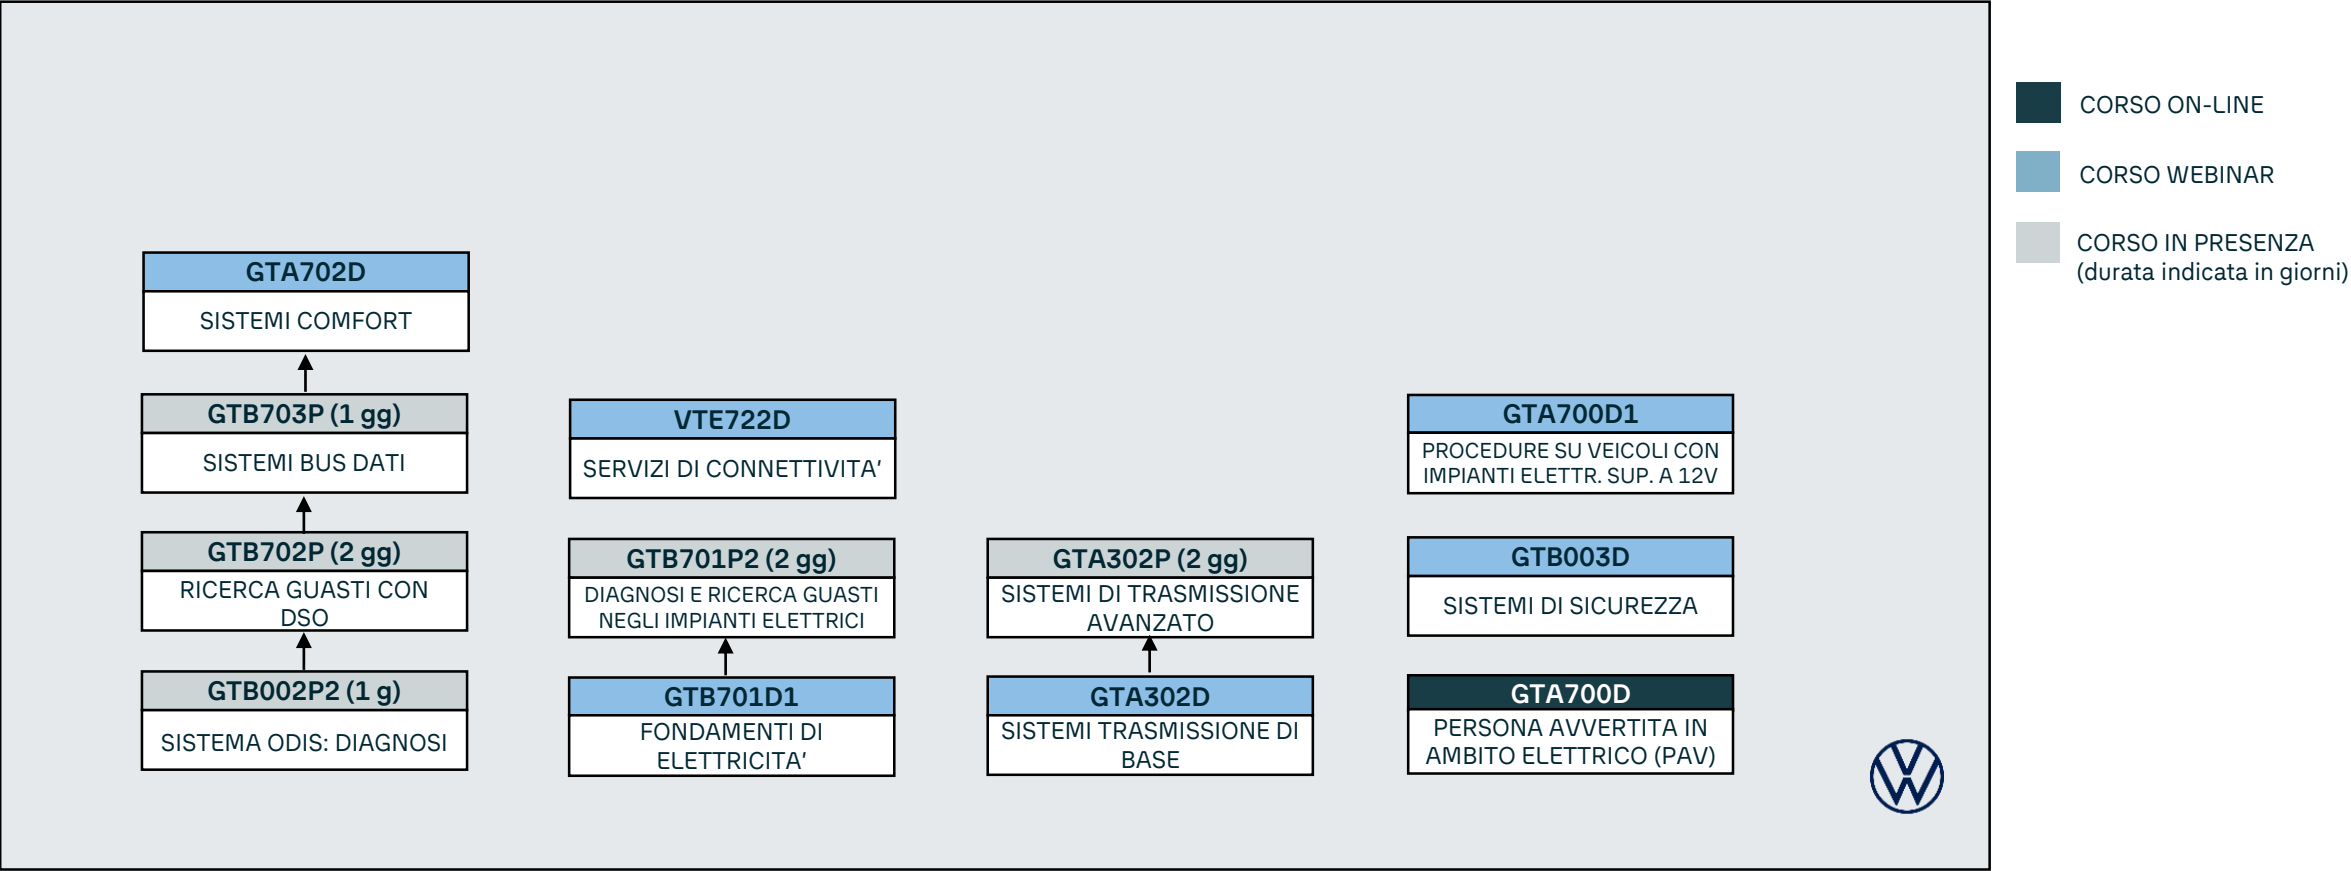 CORSO ON-LINE
CORSO WEBINAR
CORSO IN PRESENZA
(durata indicata in giorni)
GTA702D
SISTEMI COMFORT
GTB703P (1 gg)
SISTEMI BUS DATI
GTB702P (2 gg)
RICERCA GUASTI CON
DSO
GTB002P2 (1 g)
SISTEMA ODIS: DIAGNOSI
VTE722D
SERVIZI DI CONNETTIVITA'
GTB701P2 (2 gg)
DIAGNOSI E RICERCA GUASTI
NEGLI IMPIANTI ELETTRICI
GTB701D1
FONDAMENTI DI
ELETTRICITA'
GTA302P (2 gg)
SISTEMI DI TRASMISSIONE
AVANZATO
GTA302D
SISTEMI TRASMISSIONE DI
BASE
GTA700D1
PROCEDURE SU VEICOLI CON
IMPIANTI ELETTR. SUP. A 12V
GTB003D
SISTEMI DI SICUREZZA
GTA700D
PERSONA AVVERTITA IN
AMBITO ELETTRICO (PAV)